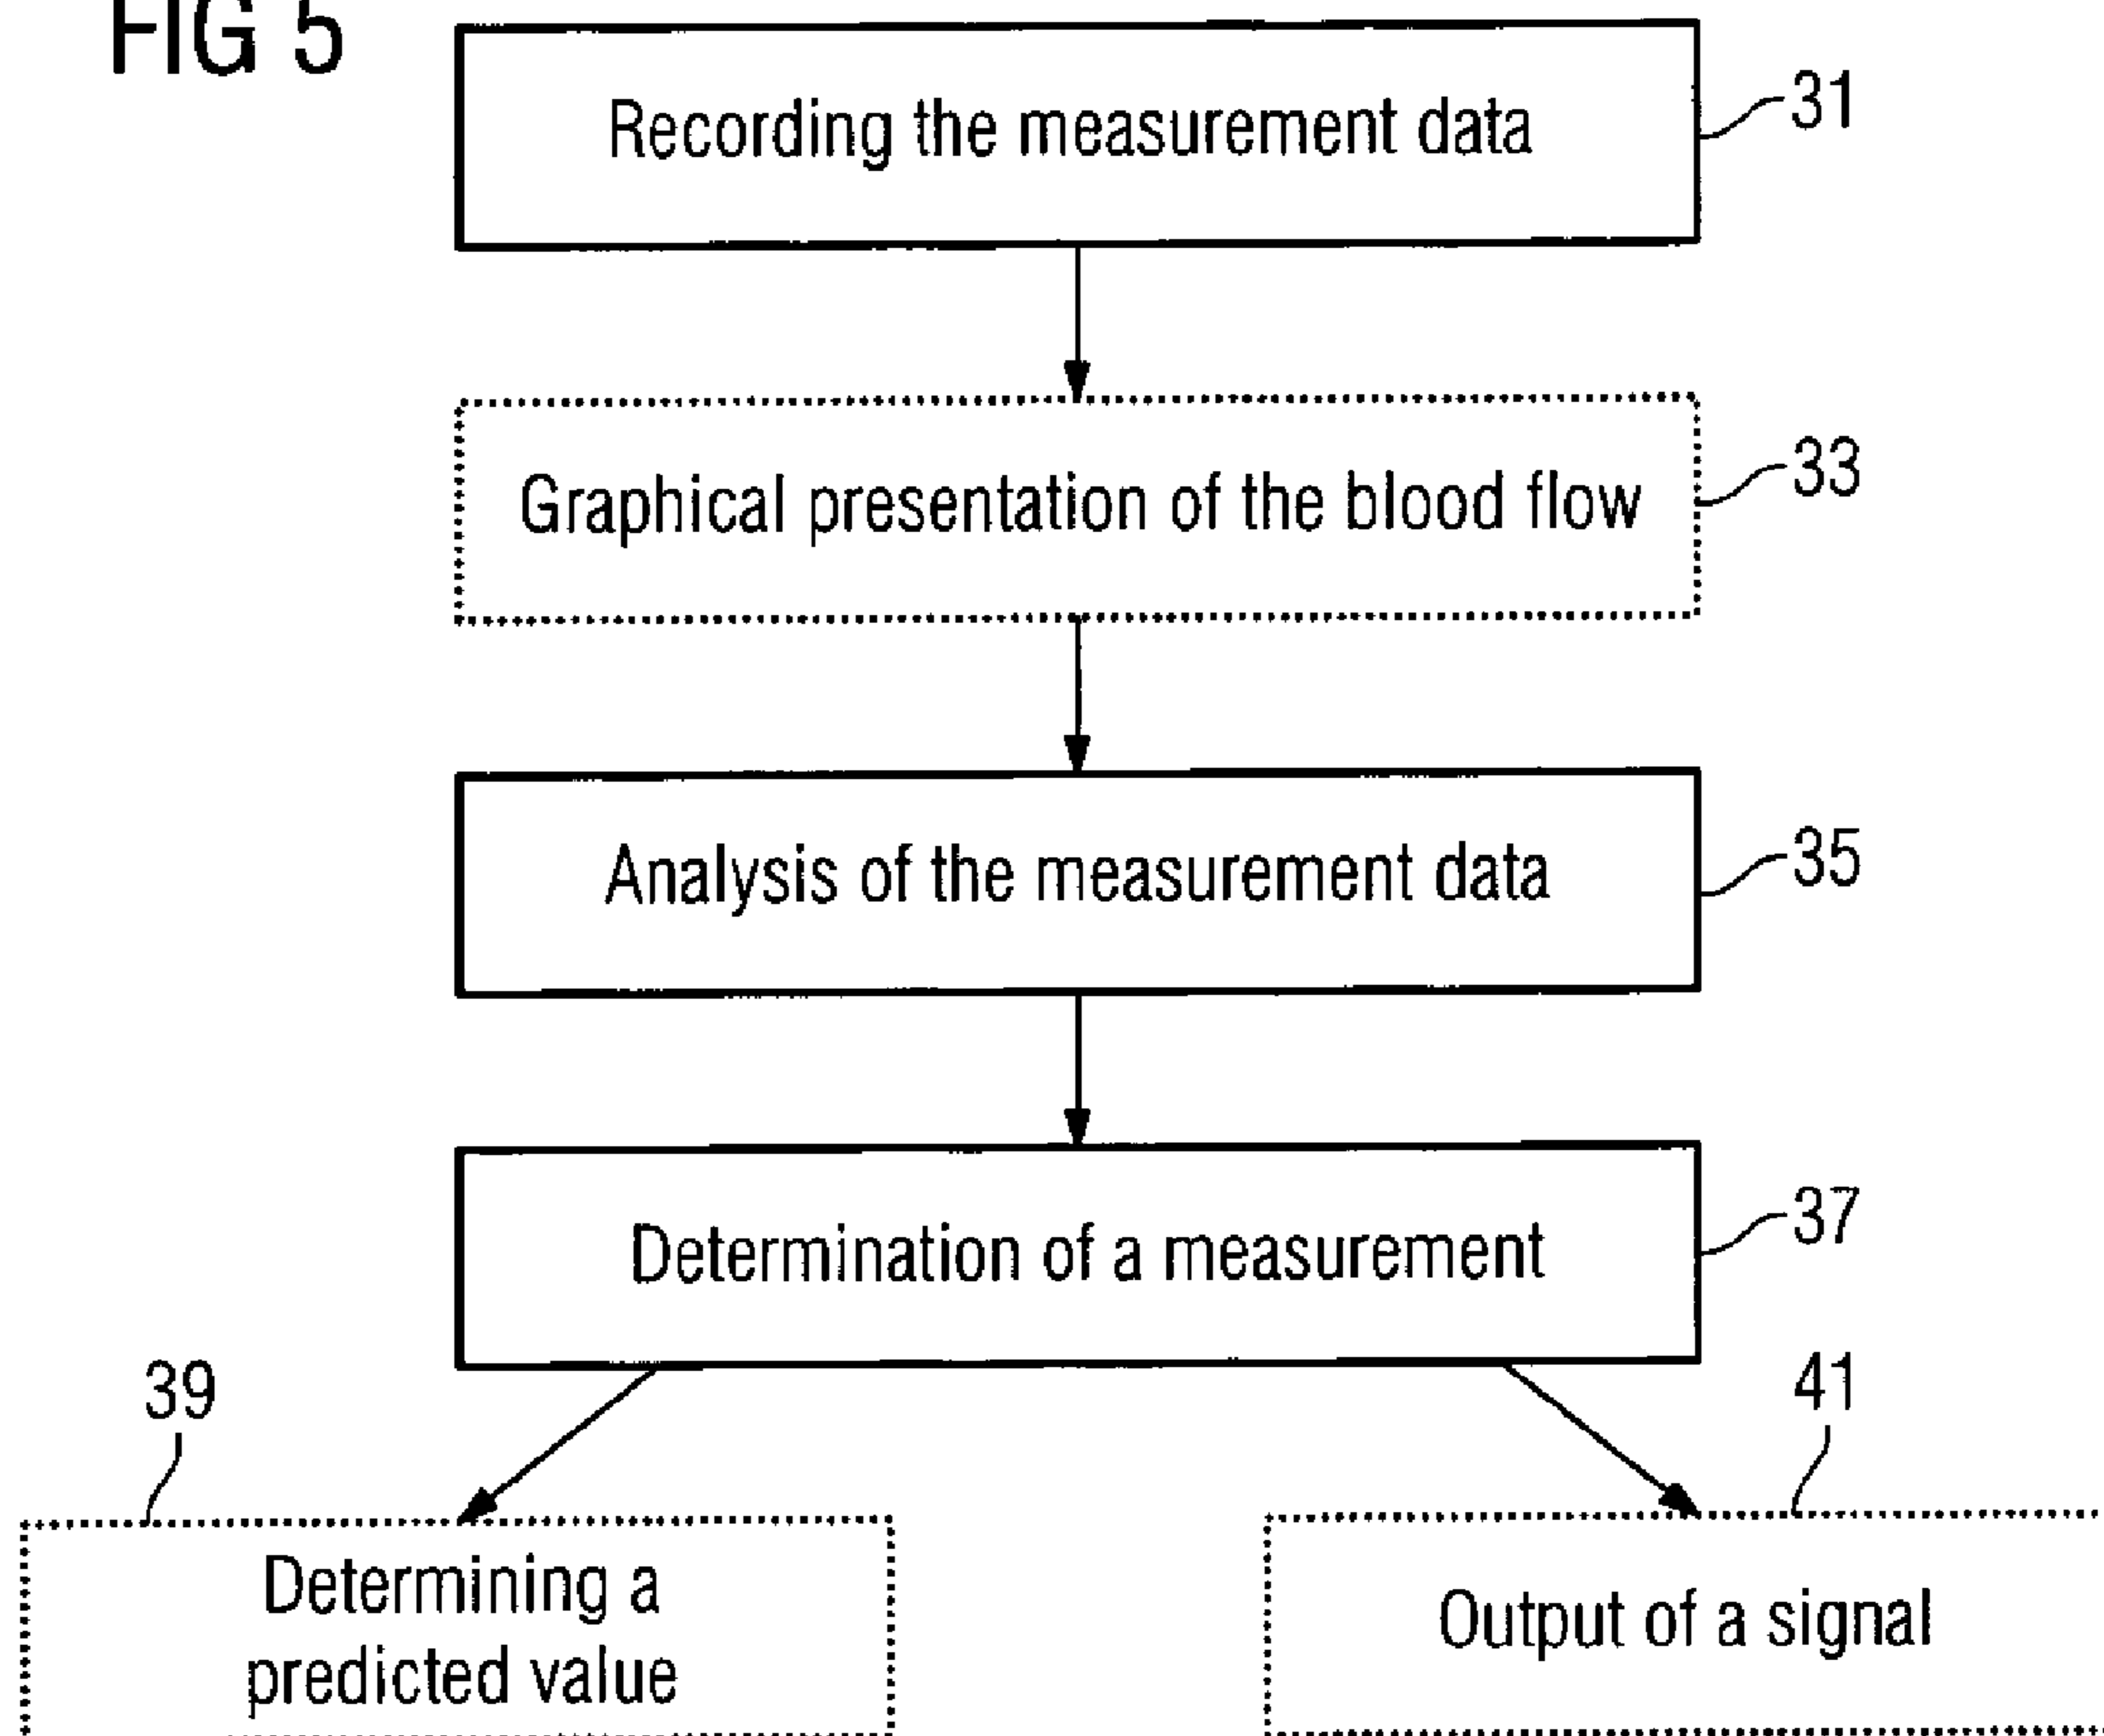 FIG 5
Recording the measurement data
31
Graphical presentation of the blood flow
33
Analysis of the measurement data
35
Determination of a measurement
37
39
41
Determining a
predicted value
Output of a signal